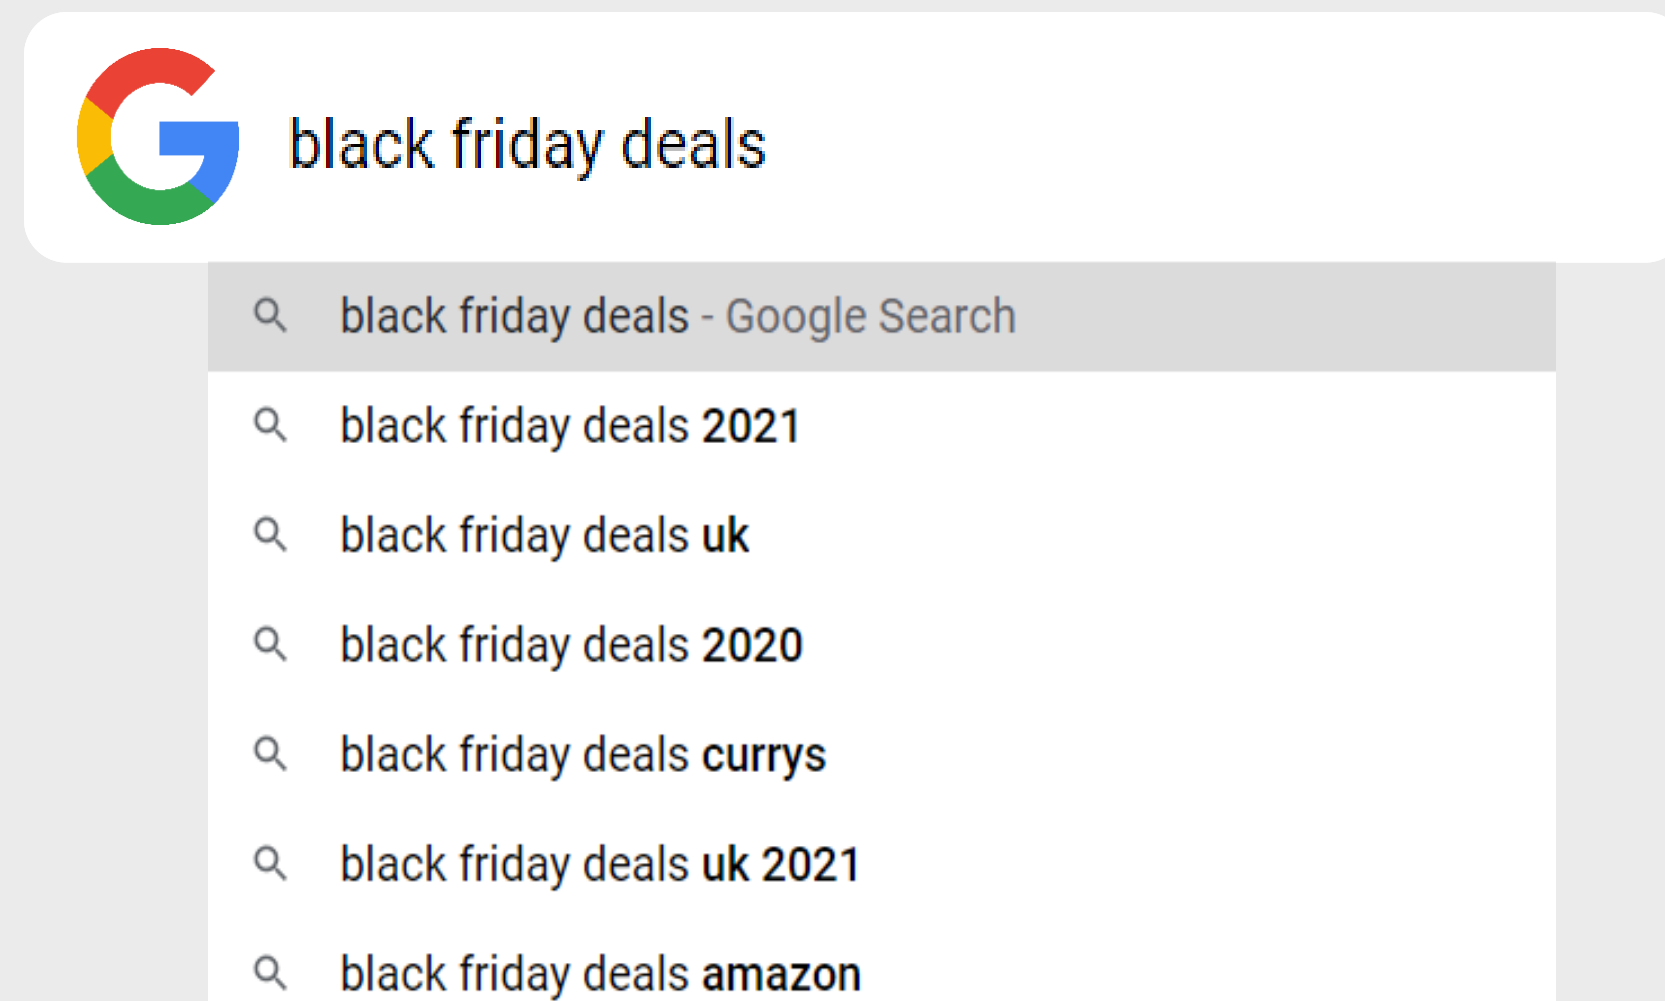 black friday deals
black friday deals - Google Search
black friday deals 2021
black friday deals uk
black friday deals 2020
black friday deals currys
black friday deals uk 2021
black friday deals amazon